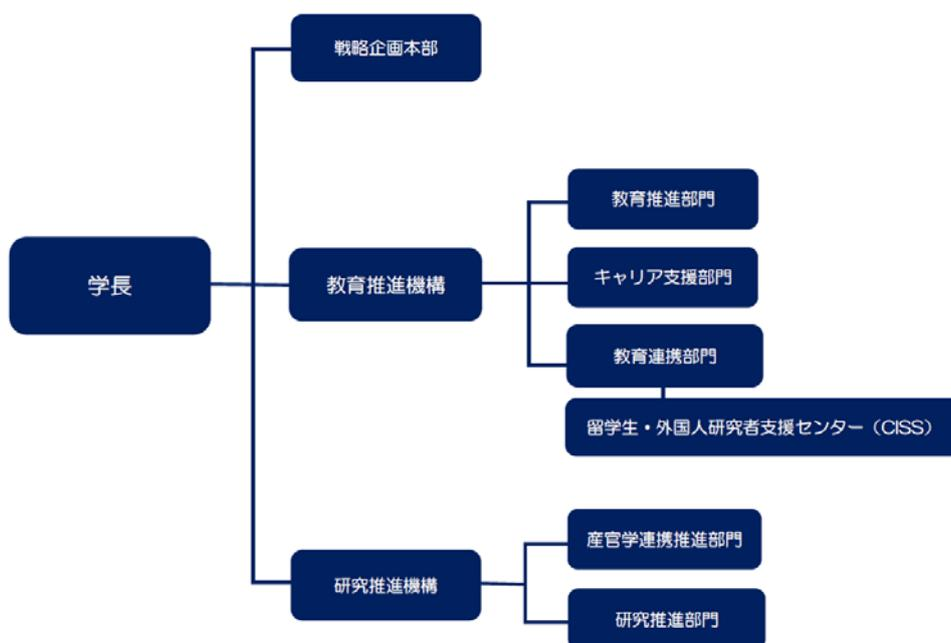 戦略企画本部
学長
教育推進機構
教育推進部門
キャリア支援部門
教育連携部門
留学生・外国人研究者支援センター（CISS）
研究推進機構
産官学連携推進部門
研究推進部門